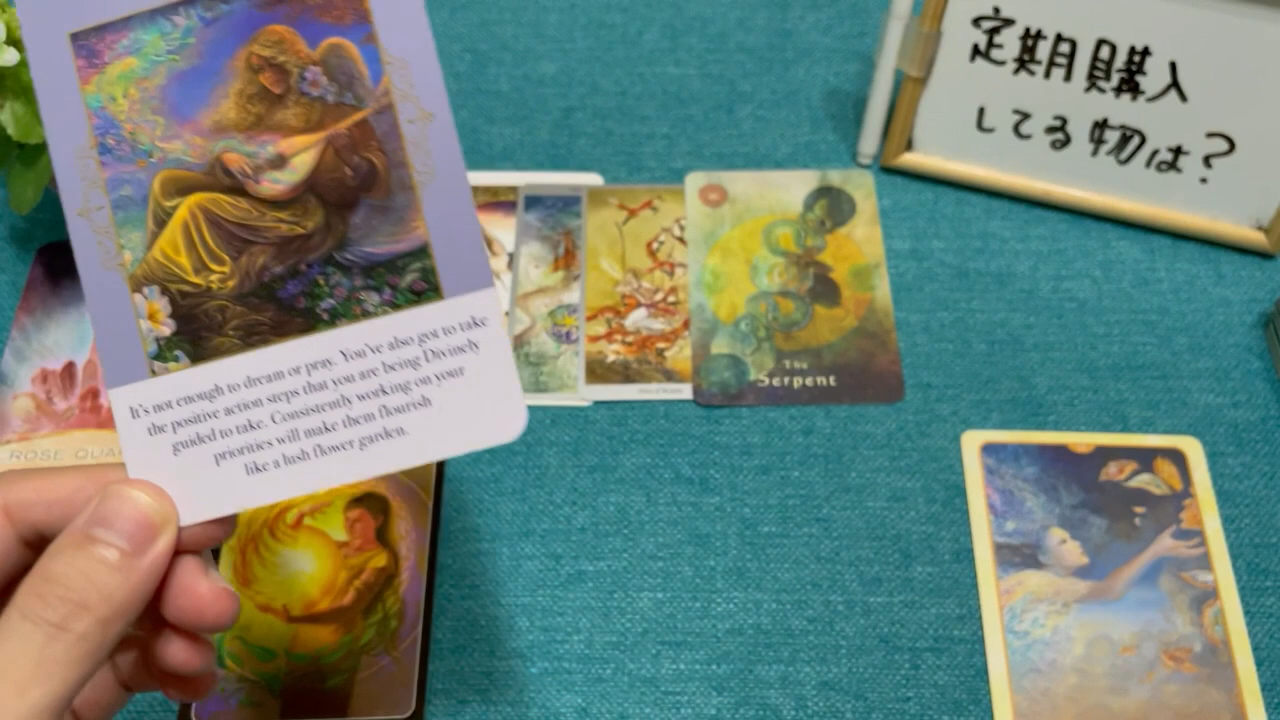 定期購入
してる物は?
It's not enough to dream or pray. You've also got to take
the positive action steps that you are being Divinely
guided to take. Consistently working on your
priorities will make them flourish
like a lush flower garden.
The
Serpent
ROSE QUA